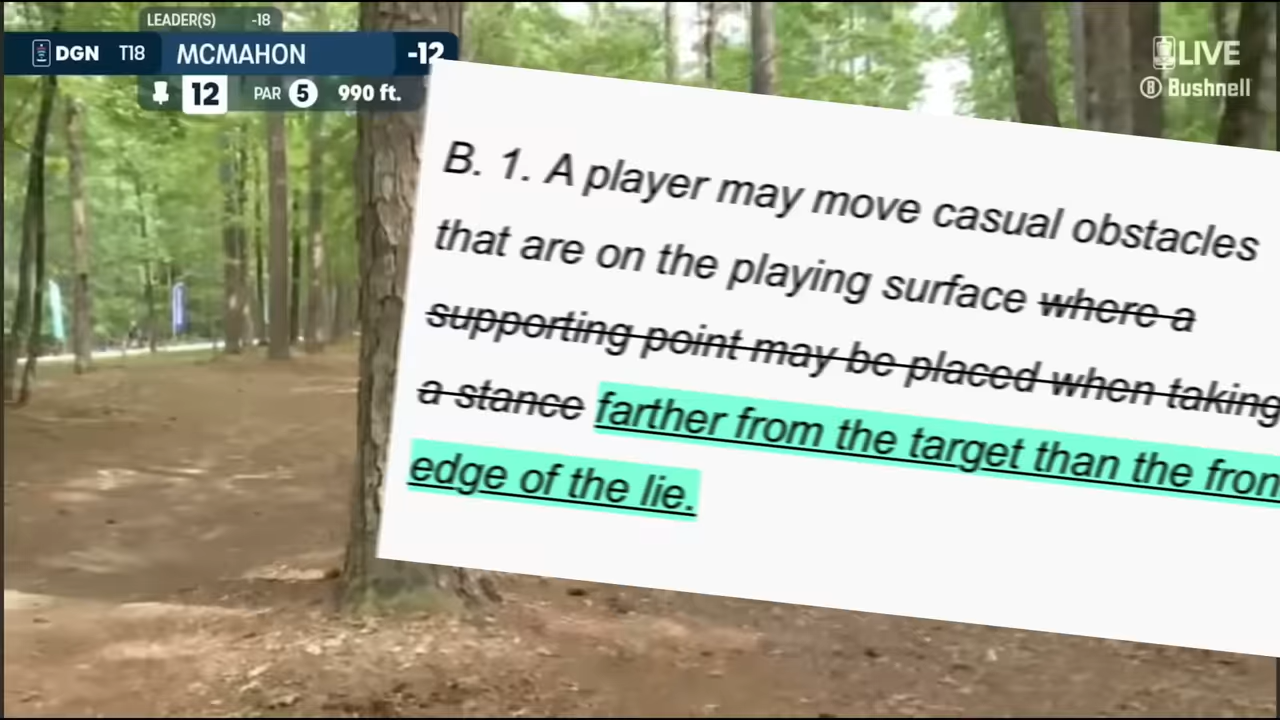 LEADER(S) -18
DGN T18 MCMAHON -12
12 PAR 5 990 ft.
LIVE
B Bushnell
B. 1. A player may move casual obstacles
that are on the playing surface where a
supporting point may be placed when taking
a stance farther from the target than the fron
edge of the lie.